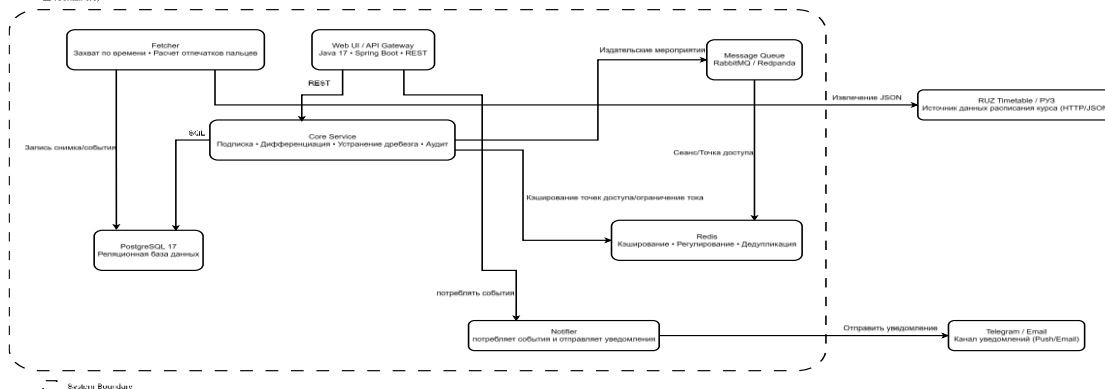 Fetcher
Захват по времени • Расчет отпечатков пальцев
Web UI / API Gateway
Java 17 • Spring Boot • REST
Message Queue
RabbitMQ / Redpanda
Издательские мероприятия
REST
Извлечение JSON
RUZ Timetable / РУЗ
Источник данных расписания курса (HTTP/JSON
SQL
Core Service
Подписка • Дифференциация • Устранение дребезга • Аудит
Запись снимка/события
Сеанс/Точка доступа
Кэширование точек доступа/ограничение тока
PostgreSQL 17
Реляционная база данных
Redis
Кэширование • Регулирование • Дедупликация
потреблять события
Notifier
потребляет события и отправляет уведомления
Отправить уведомление
Telegram / Email
Канал уведомлений (Push/Email)
System Boundary